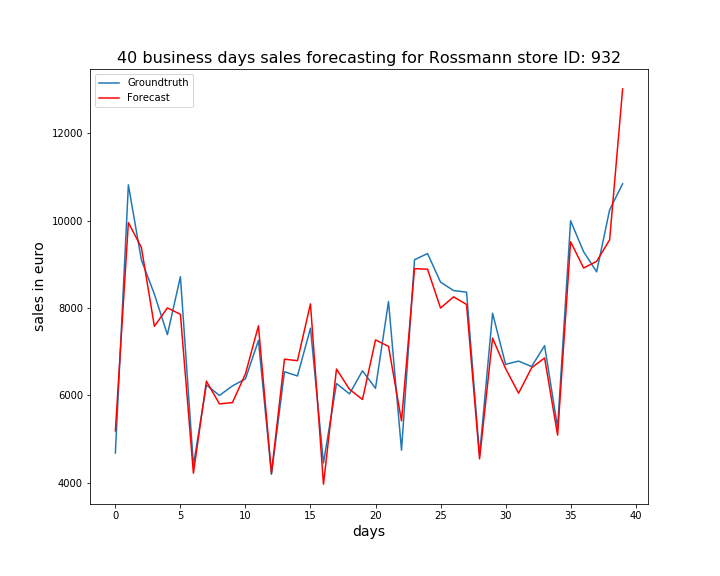 40 business days sales forecasting for Rossmann store ID: 932
Groundtruth
Forecast
12000
10000
8000
6000
4000
sales in euro
0 5 10 15 20 25 30 35 40
days